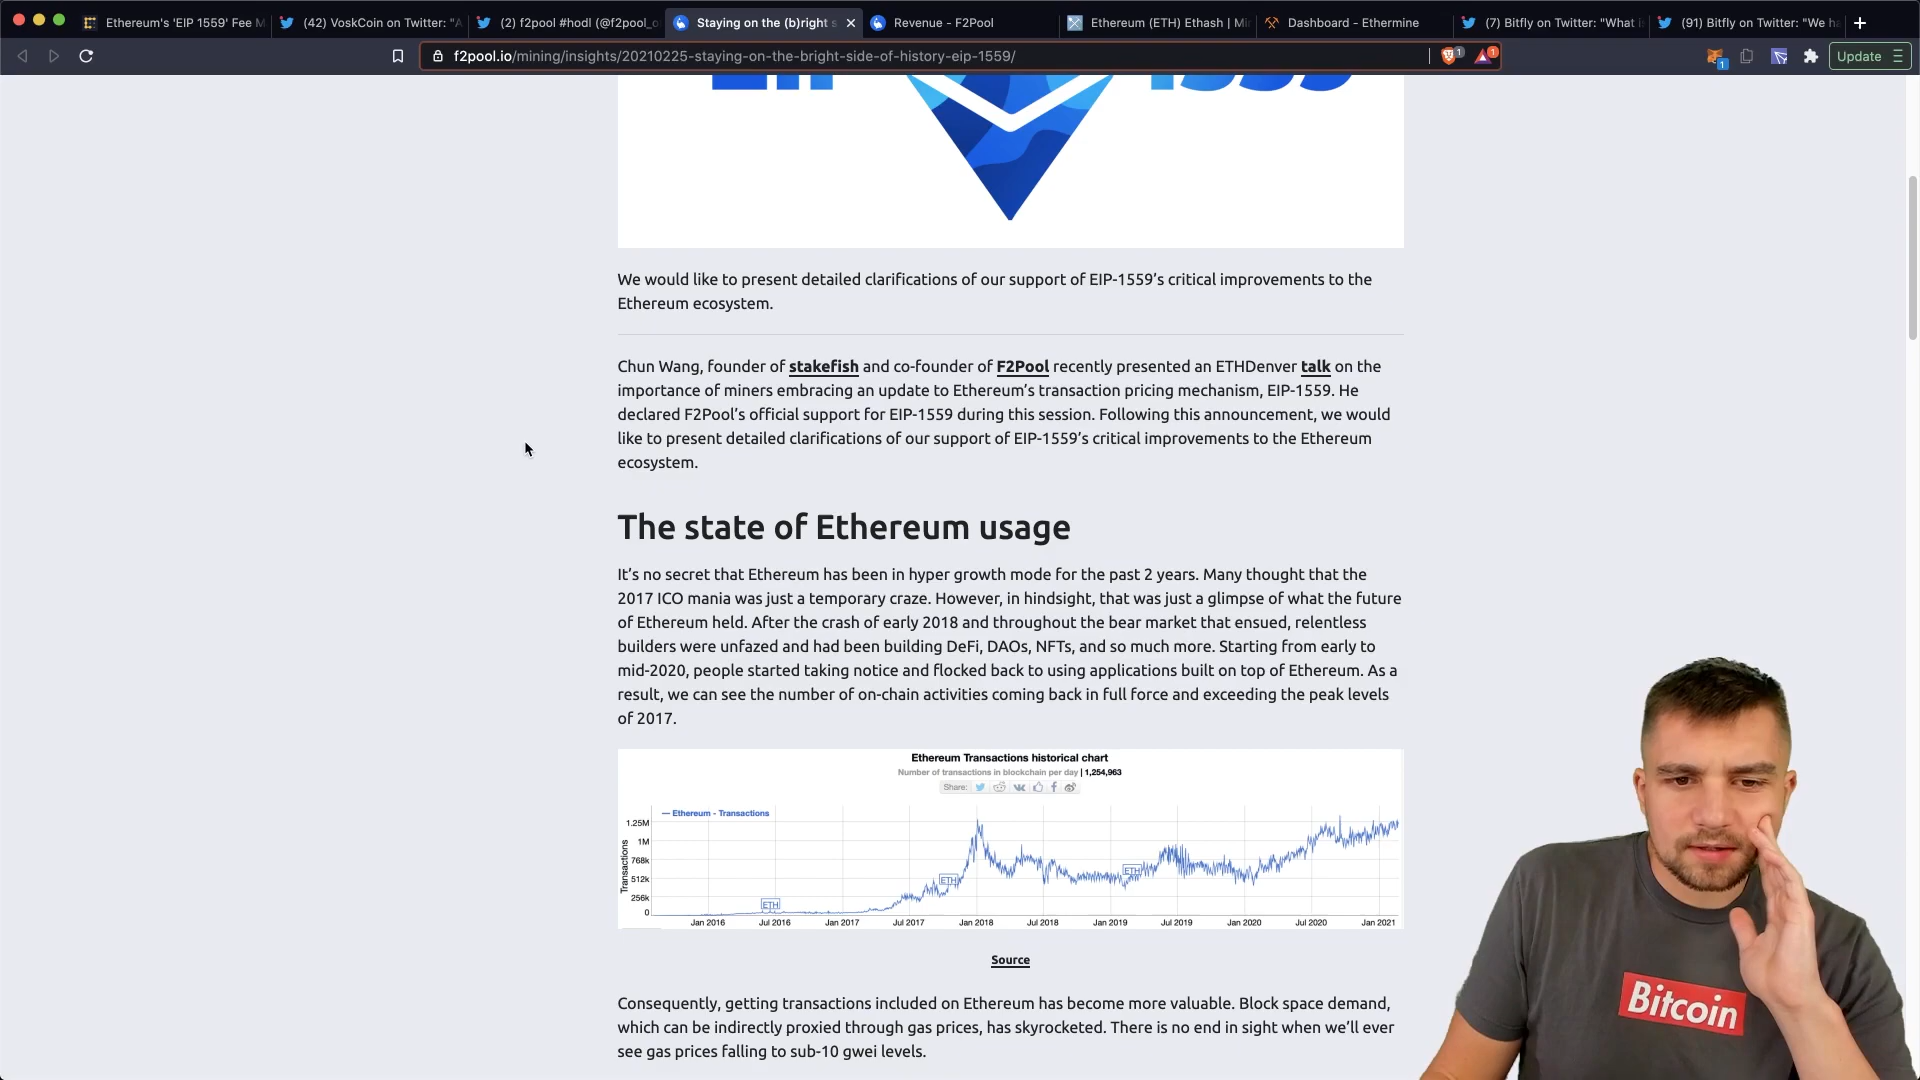 Ethereum's 'EIP 1559' Fee M
(42) VoskCoin on Twitter: "A
(2) f2pool #hodl (@f2pool_o
Staying on the (b)right s
Revenue - F2Pool
Ethereum (ETH) Ethash | Mi
Dashboard - Ethermine
(7) Bitfly on Twitter: "What i
(91) Bitfly on Twitter: "We ha
f2pool.io/mining/insights/20210225-staying-on-the-bright-side-of-history-eip-1559/
1
1
1
Update
EIP 1559
We would like to present detailed clarifications of our support of EIP-1559’s critical improvements to the
Ethereum ecosystem.
Chun Wang, founder of stakefish and co-founder of F2Pool recently presented an ETHDenver talk on the
importance of miners embracing an update to Ethereum’s transaction pricing mechanism, EIP-1559. He
declared F2Pool’s official support for EIP-1559 during this session. Following this announcement, we would
like to present detailed clarifications of our support of EIP-1559’s critical improvements to the Ethereum
ecosystem.
The state of Ethereum usage
It’s no secret that Ethereum has been in hyper growth mode for the past 2 years. Many thought that the
2017 ICO mania was just a temporary craze. However, in hindsight, that was just a glimpse of what the future
of Ethereum held. After the crash of early 2018 and throughout the bear market that ensued, relentless
builders were unfazed and had been building DeFi, DAOs, NFTs, and so much more. Starting from early to
mid-2020, people started taking notice and flocked back to using applications built on top of Ethereum. As a
result, we can see the number of on-chain activities coming back in full force and exceeding the peak levels
of 2017.
Ethereum Transactions historical chart
Number of transactions in blockchain per day | 1,254,963
Share:
Ethereum - Transactions
Transactions
1.25M
1M
768k
512k
256k
0
ETH
ETH
ETH
Jan 2016 Jul 2016 Jan 2017 Jul 2017 Jan 2018 Jul 2018 Jan 2019 Jul 2019 Jan 2020 Jul 2020 Jan 2021
Source
Consequently, getting transactions included on Ethereum has become more valuable. Block space demand,
which can be indirectly proxied through gas prices, has skyrocketed. There is no end in sight when we’ll ever
see gas prices falling to sub-10 gwei levels.
Bitcoin